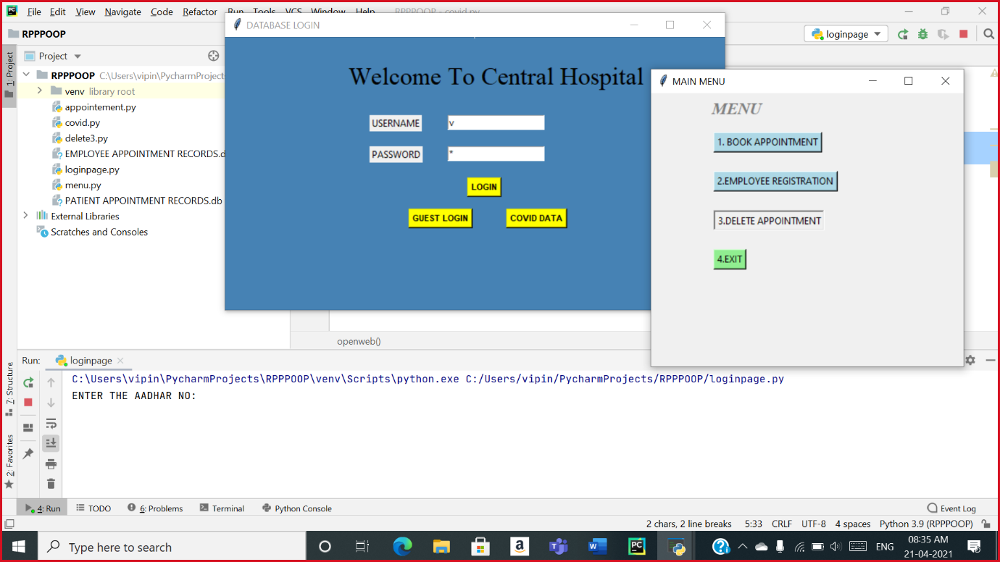 File Edit View Navigate Code Refactor Run Tools VCS Window Help RPPPOOP - covid.py
RPPPOOP
loginpage
1: Project
Project
RPPPOOP C:\Users\vipin\PycharmProjects
venv library root
appointement.py
covid.py
delete3.py
EMPLOYEE APPOINTMENT RECORDS.d
loginpage.py
menu.py
PATIENT APPOINTMENT RECORDS.db
External Libraries
Scratches and Consoles
DATABASE LOGIN
Welcome To Central Hospital
USERNAME v
PASSWORD *
LOGIN
GUEST LOGIN COVID DATA
MAIN MENU
MENU
1. BOOK APPOINTMENT
2.EMPLOYEE REGISTRATION
3.DELETE APPOINTMENT
4.EXIT
openweb()
7: Structure
2: Favorites
Run: loginpage
C:\Users\vipin\PycharmProjects\RPPPOOP\venv\Scripts\python.exe C:/Users/vipin/PycharmProjects/RPPPOOP/loginpage.py
ENTER THE AADHAR NO:
4: Run TODO 6: Problems Terminal Python Console Event Log
2 chars, 2 line breaks 5:33 CRLF UTF-8 4 spaces Python 3.9 (RPPPOOP)
Type here to search
ENG
08:35 AM
21-04-2021